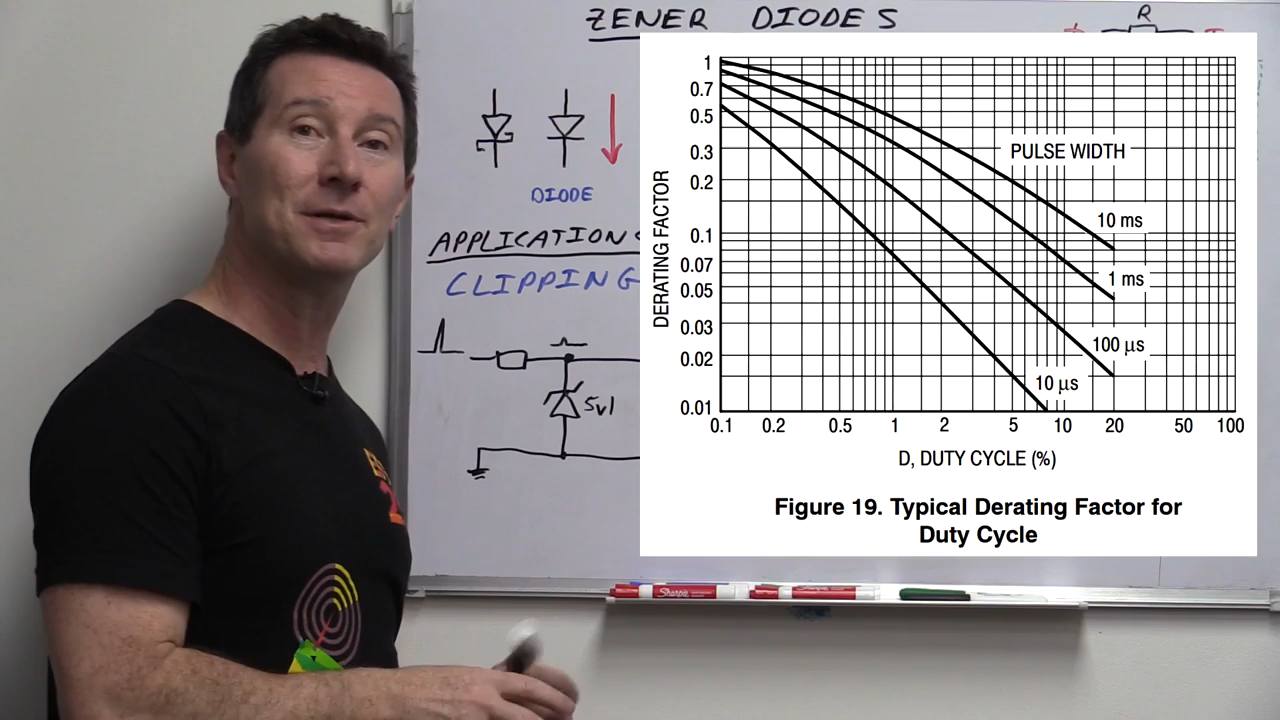 ZENER DIODES
R
DIODE
APPLICATION
CLIPPING
5v1
1
0.7
0.5
0.3
0.2
0.1
0.07
0.05
0.03
0.02
0.01
DERATING FACTOR
PULSE WIDTH
10 ms
1 ms
100 μs
10 μs
0.1 0.2 0.5 1 2 5 10 20 50 100
D, DUTY CYCLE (%)
Figure 19. Typical Derating Factor for
Duty Cycle
Sharpie